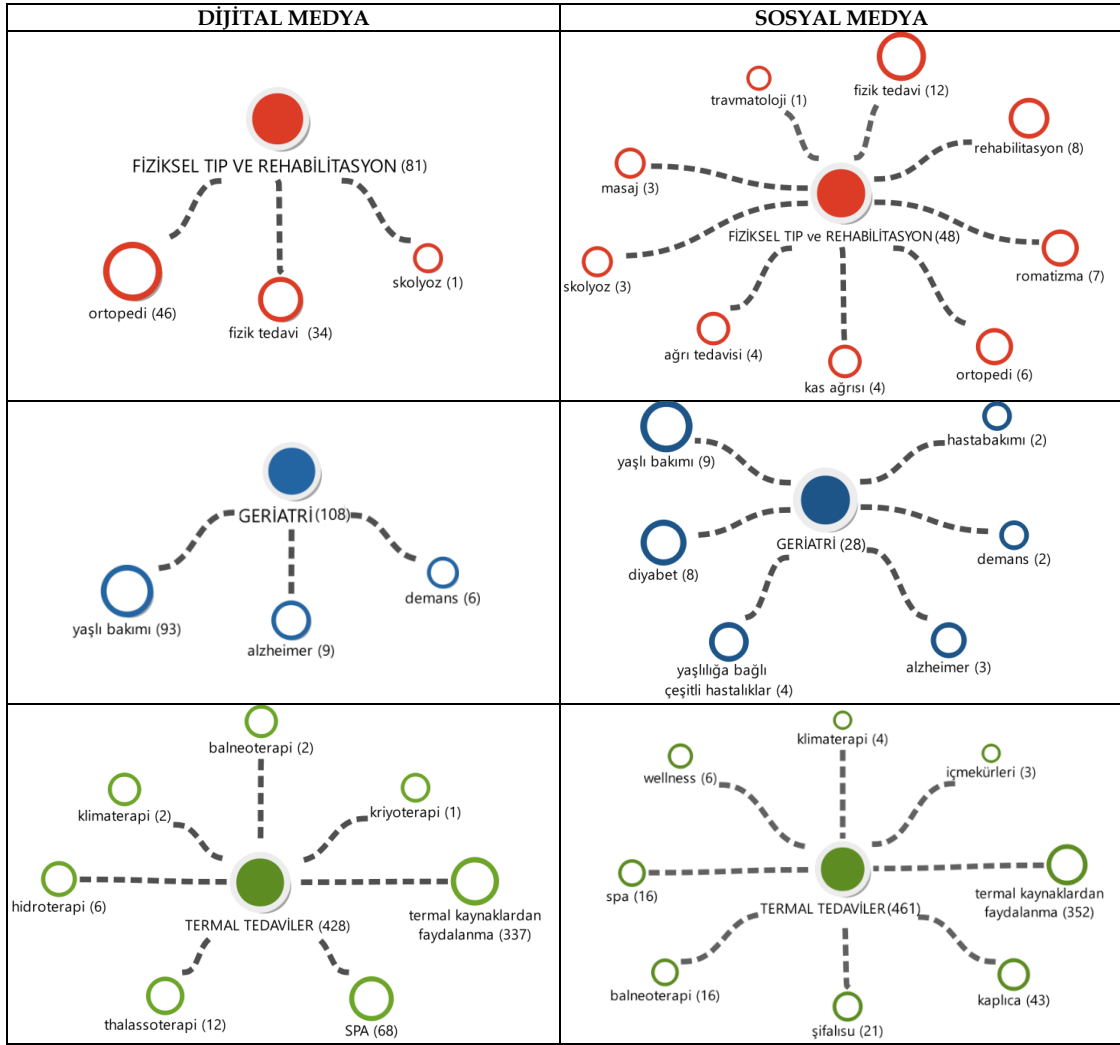 DİJİTAL MEDYA
SOSYAL MEDYA
FİZİKSEL TIP VE REHABİLİTASYON (81)
ortopedi (46)
fizik tedavi (34)
skolyoz (1)
travmatoloji (1)
fizik tedavi (12)
rehabilitasyon (8)
masaj (3)
FİZİKSEL TIP ve REHABİLİTASYON (48)
romatizma (7)
skolyoz (3)
ağrı tedavisi (4)
kas ağrısı (4)
ortopedi (6)
GERİATRİ (108)
yaşlı bakımı (93)
alzheimer (9)
demans (6)
yaşlı bakımı (9)
hastabakımı (2)
GERİATRİ (28)
diyabet (8)
demans (2)
yaşlılığa bağlı
çeşitli hastalıklar (4)
alzheimer (3)
balneoterapi (2)
klimaterapi (2)
kriyoterapi (1)
hidroterapi (6)
TERMAL TEDAVİLER (428)
termal kaynaklardan
faydalanma (337)
thalassoterapi (12)
SPA (68)
klimaterapi (4)
wellness (6)
içmekürleri (3)
spa (16)
TERMAL TEDAVİLER (461)
termal kaynaklardan
faydalanma (352)
balneoterapi (16)
şifalısu (21)
kaplıca (43)